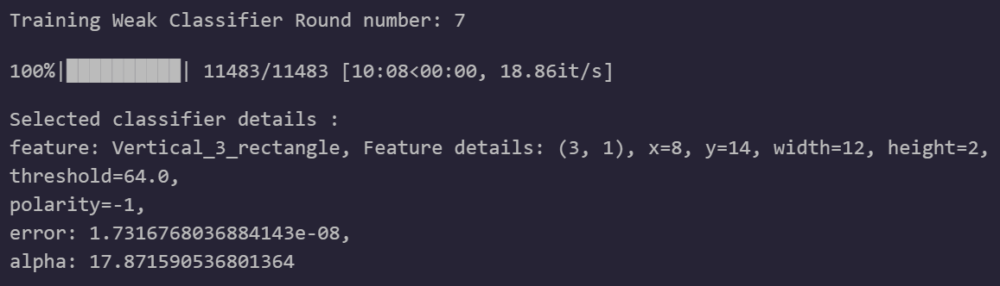 Training Weak Classifier Round number: 7
100%|██████████| 11483/11483 [10:08<00:00, 18.86it/s]
Selected classifier details :
feature: Vertical_3_rectangle, Feature details: (3, 1), x=8, y=14, width=12, height=2,
threshold=64.0,
polarity=-1,
error: 1.7316768036884143e-08,
alpha: 17.871590536801364